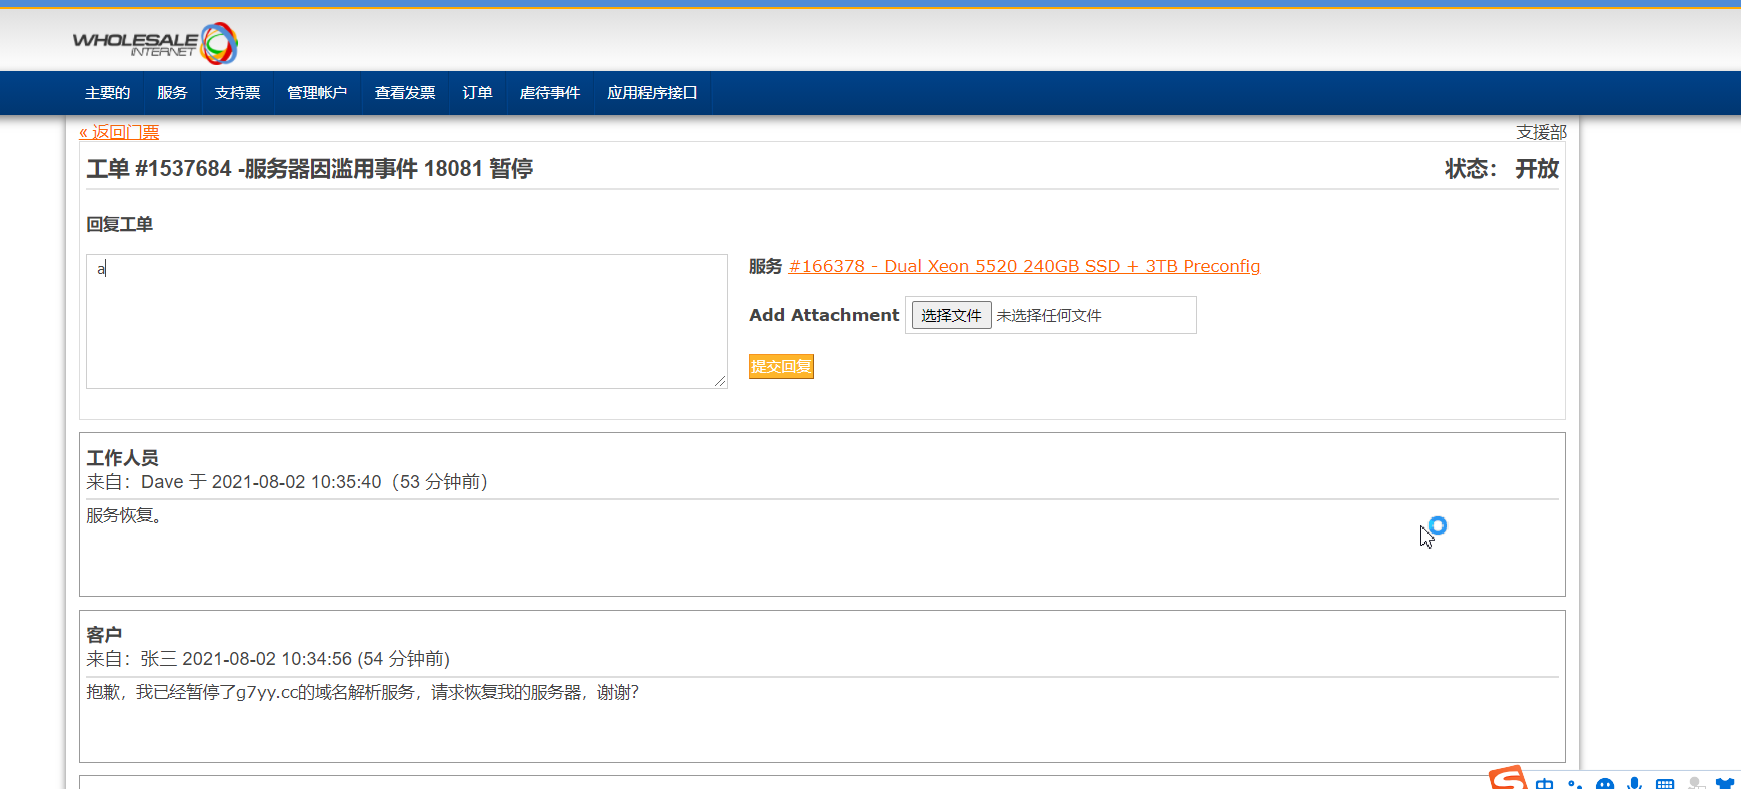 WHOLESALE
INTERNET
主要的 服务 支持票 管理帐户 查看发票 订单 虐待事件 应用程序接口
« 返回门票 支援部
工单 #1537684 -服务器因滥用事件 18081 暂停 状态： 开放
回复工单
a
服务 #166378 - Dual Xeon 5520 240GB SSD + 3TB Preconfig
Add Attachment 选择文件 未选择任何文件
提交回复
工作人员
来自：Dave 于 2021-08-02 10:35:40（53 分钟前）
服务恢复。
客户
来自：张三 2021-08-02 10:34:56 (54 分钟前)
抱歉，我已经暂停了g7yy.cc的域名解析服务，请求恢复我的服务器，谢谢？
中